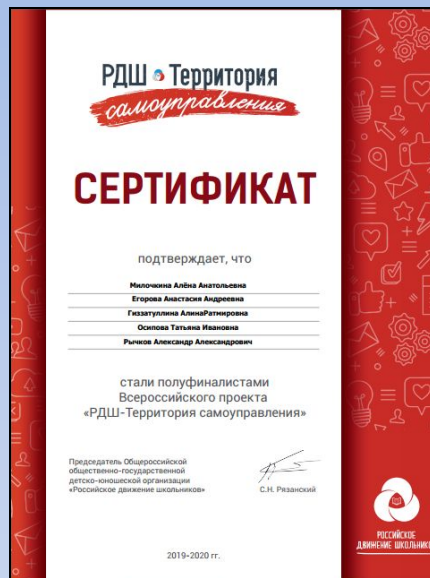 РДШ Территория
самоуправления
СЕРТИФИКАТ
подтверждает, что
Милочкина Алёна Анатольевна
Егорова Анастасия Андреевна
Гиззатуллина АлинаРатмировна
Осипова Татьяна Ивановна
Рычков Александр Александрович
стали полуфиналистами
Всероссийского проекта
«РДШ-Территория самоуправления»
Председатель Общероссийской
общественно-государственной
детско-юношеской организации
«Российское движение школьников»
С.Н. Рязанский
РОССИЙСКОЕ
ДВИЖЕНИЕ ШКОЛЬНИКОВ
2019-2020 гг.